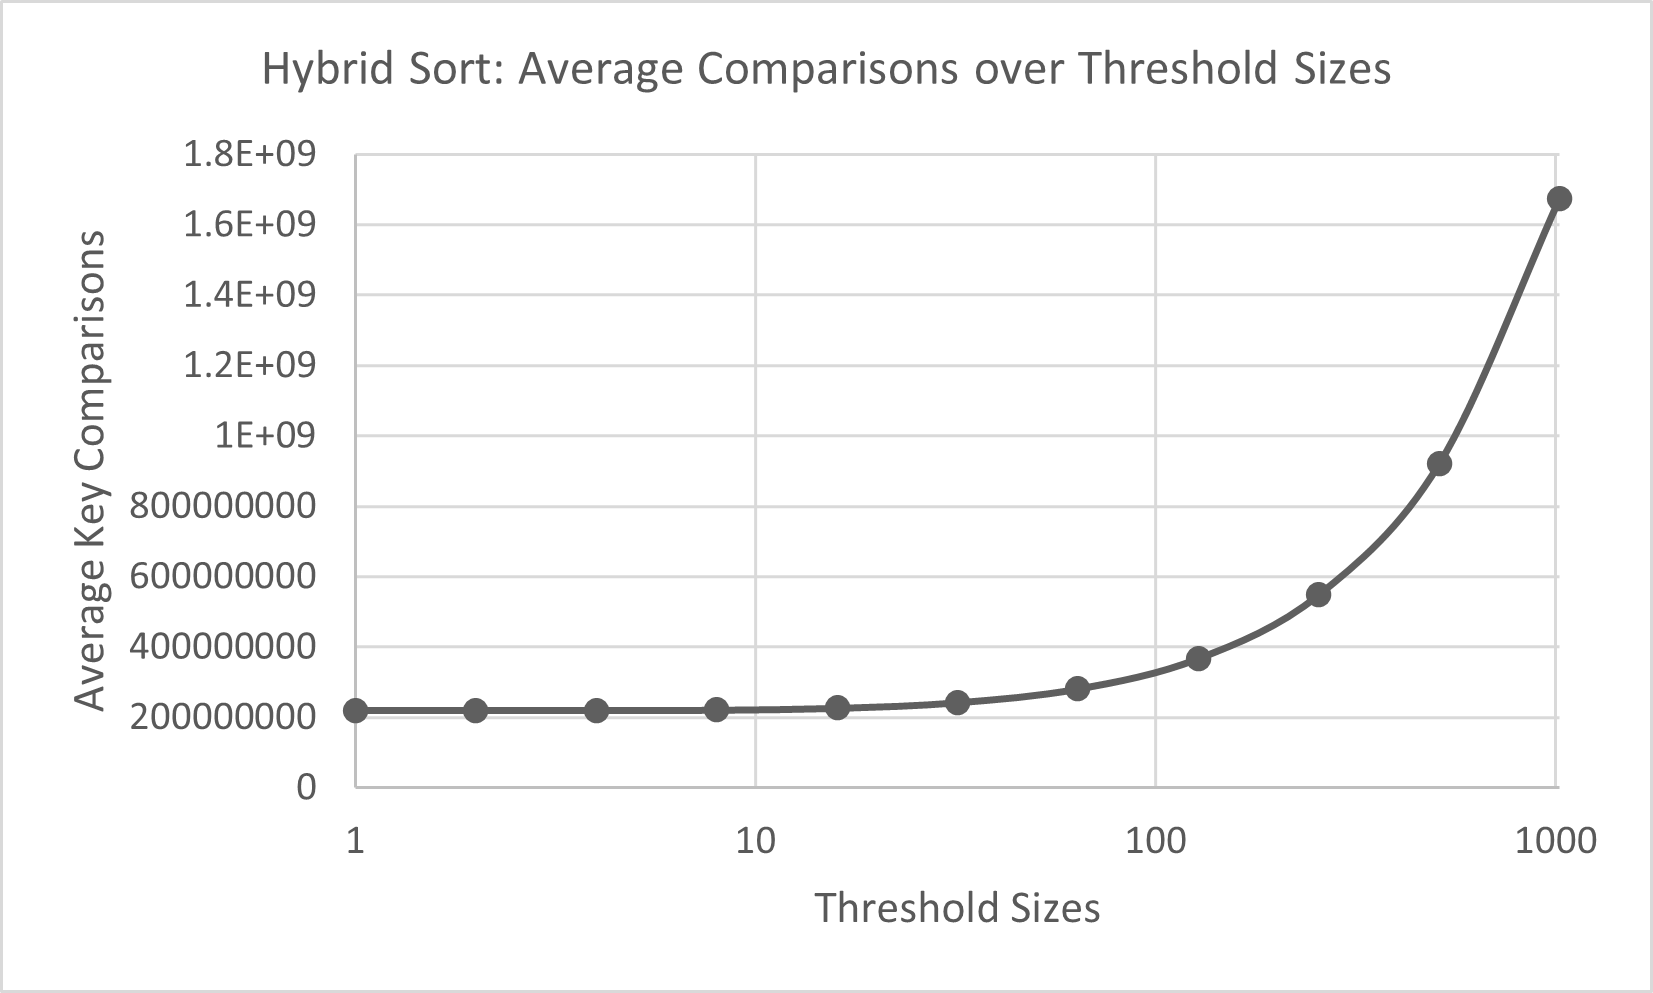 Hybrid Sort: Average Comparisons over Threshold Sizes
1.8E+09
1.6E+09
1.4E+09
1.2E+09
1E+09
800000000
600000000
400000000
200000000
0
Average Key Comparisons
1 10 100 1000
Threshold Sizes